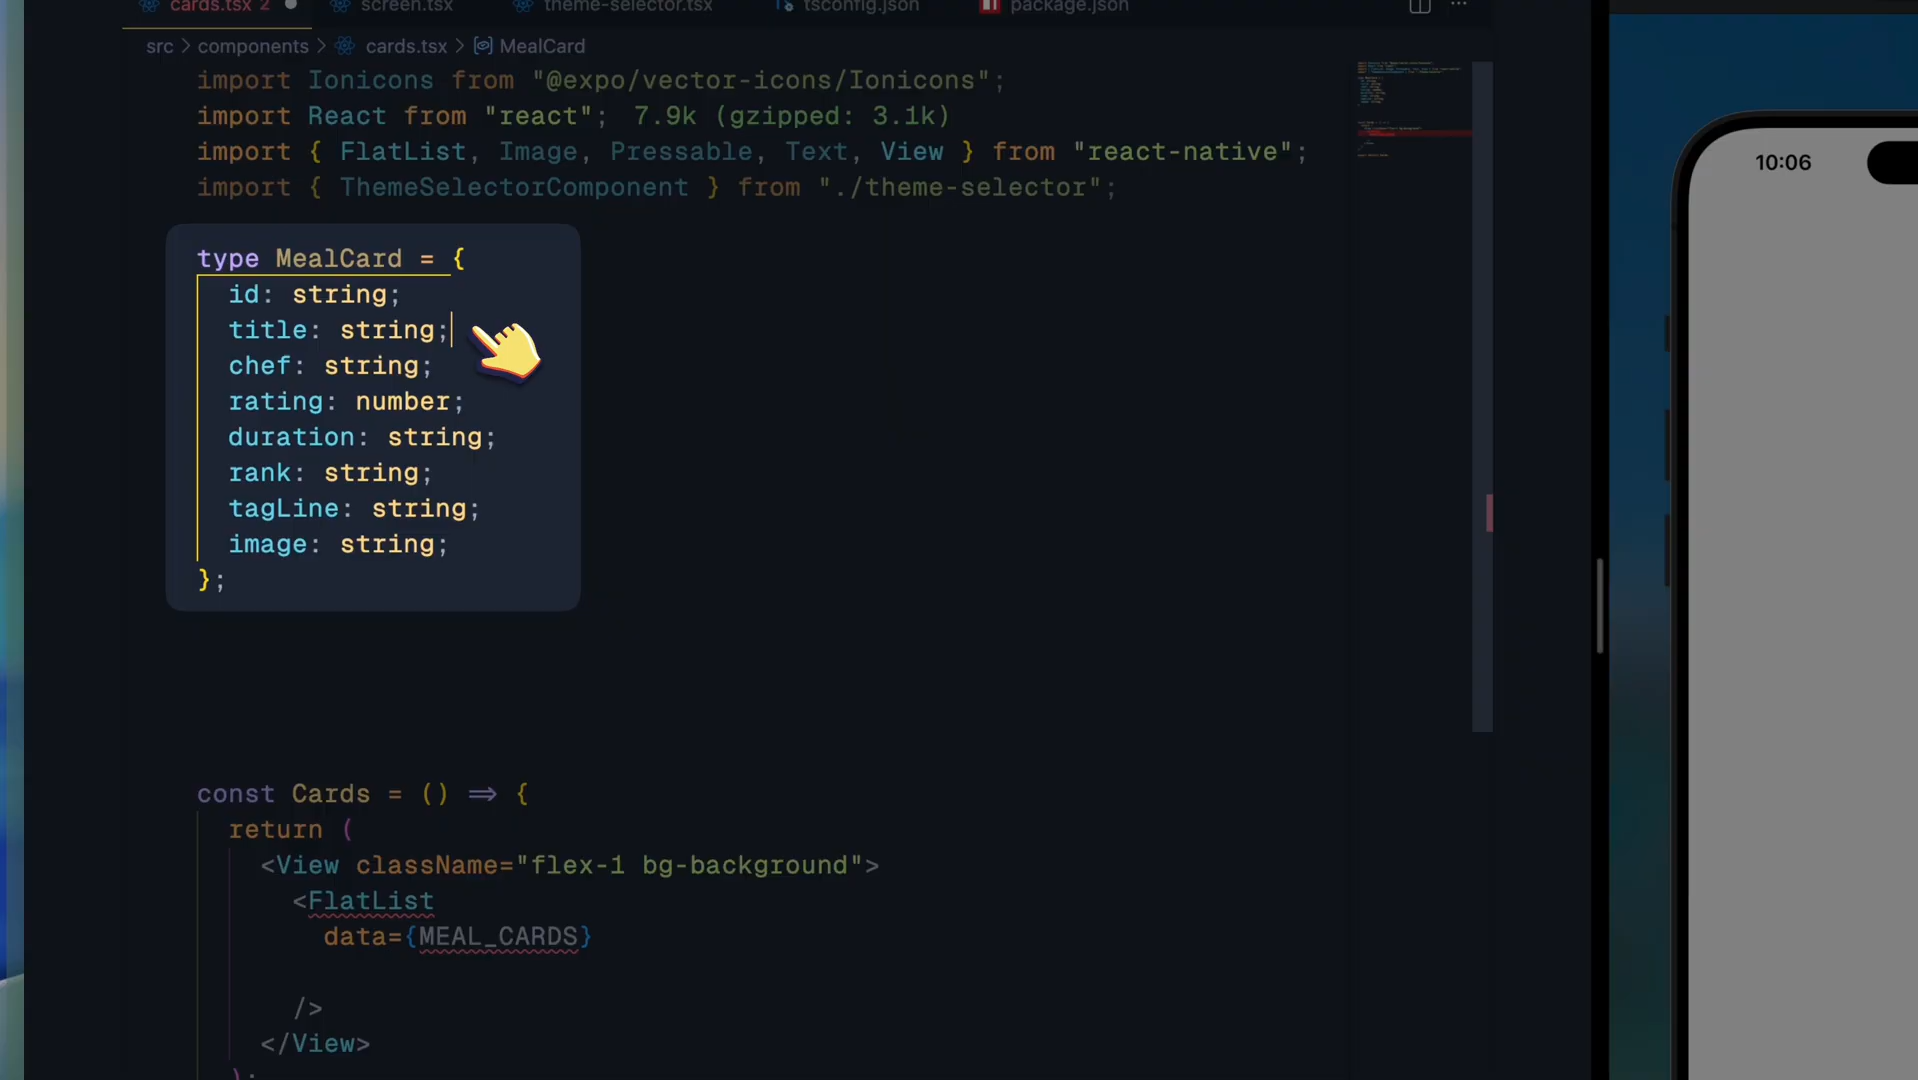 cards.tsx 2
screen.tsx
theme-selector.tsx
tsconfig.json
package.json
src > components > cards.tsx > MealCard
import Ionicons from "@expo/vector-icons/Ionicons";
import React from "react"; 7.9k (gzipped: 3.1k)
import { FlatList, Image, Pressable, Text, View } from "react-native";
import { ThemeSelectorComponent } from "./theme-selector";
type MealCard = {
id: string;
title: string;
chef: string;
rating: number;
duration: string;
rank: string;
tagLine: string;
image: string;
};
const Cards = () => {
return (
<View className="flex-1 bg-background">
<FlatList
data={MEAL_CARDS}
/>
</View>
);
10:06